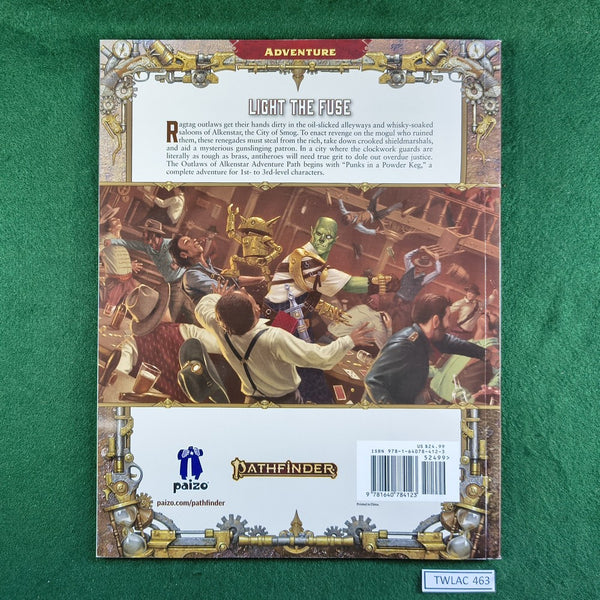 ADVENTURE
LIGHT THE FUSE
Ragtag outlaws get their hands dirty in the oil-slicked alleyways and whisky-soaked
saloons of Alkenstar, the City of Smog. To enact revenge on the mogul who ruined
them, these renegades must steal from the rich, take down crooked shieldmarshals,
and aid a mysterious gunslinging patron. In a city where the clockwork guards are
literally as tough as brass, antiheroes will need true grit to dole out overdue justice.
The Outlaws of Alkenstar Adventure Path begins with “Punks in a Powder Keg,” a
complete adventure for 1st- to 3rd-level characters.
US $24.99
ISBN 978-1-64078-412-3
52499>
9 781640 784123
Printed in China.
paizo
PATHFINDER
paizo.com/pathfinder
TWLAC 463